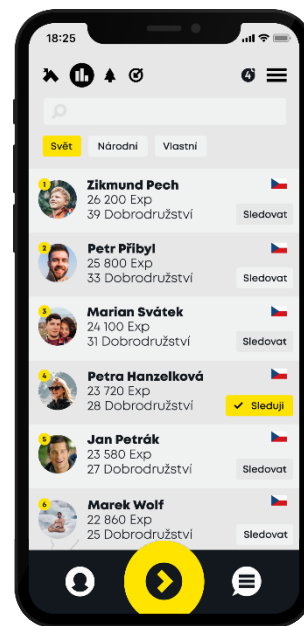 18:25
4
Svět Národní Vlastní
1
Zikmund Pech
26 200 Exp
39 Dobrodružství
Sledovat
2
Petr Přibyl
25 800 Exp
33 Dobrodružství
Sledovat
3
Marian Svátek
24 100 Exp
31 Dobrodružství
Sledovat
4
Petra Hanzelková
23 720 Exp
28 Dobrodružství
Sleduji
5
Jan Petrák
23 580 Exp
27 Dobrodružství
Sledovat
6
Marek Wolf
22 860 Exp
25 Dobrodružství
Sledovat